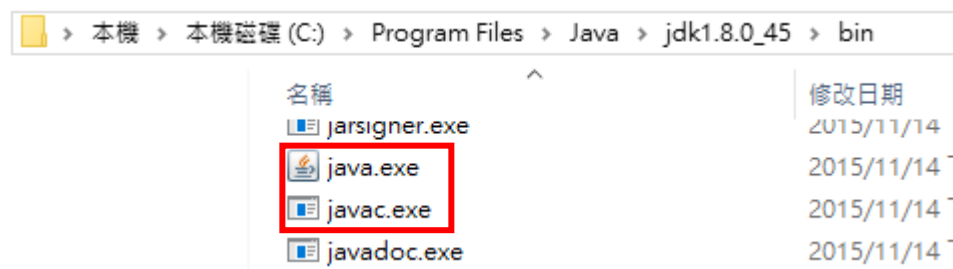 本機 > 本機磁碟 (C:) > Program Files > Java > jdk1.8.0_45 > bin
名稱 修改日期
jarsigner.exe 2015/11/14
java.exe 2015/11/14
javac.exe 2015/11/14
javadoc.exe 2015/11/14